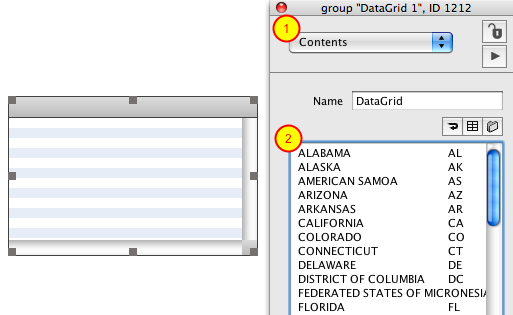 group "DataGrid 1", ID 1212
1
Contents
Name DataGrid
2
ALABAMA AL
ALASKA AK
AMERICAN SAMOA AS
ARIZONA AZ
ARKANSAS AR
CALIFORNIA CA
COLORADO CO
CONNECTICUT CT
DELAWARE DE
DISTRICT OF COLUMBIA DC
FEDERATED STATES OF MICRONESIA
FLORIDA FL